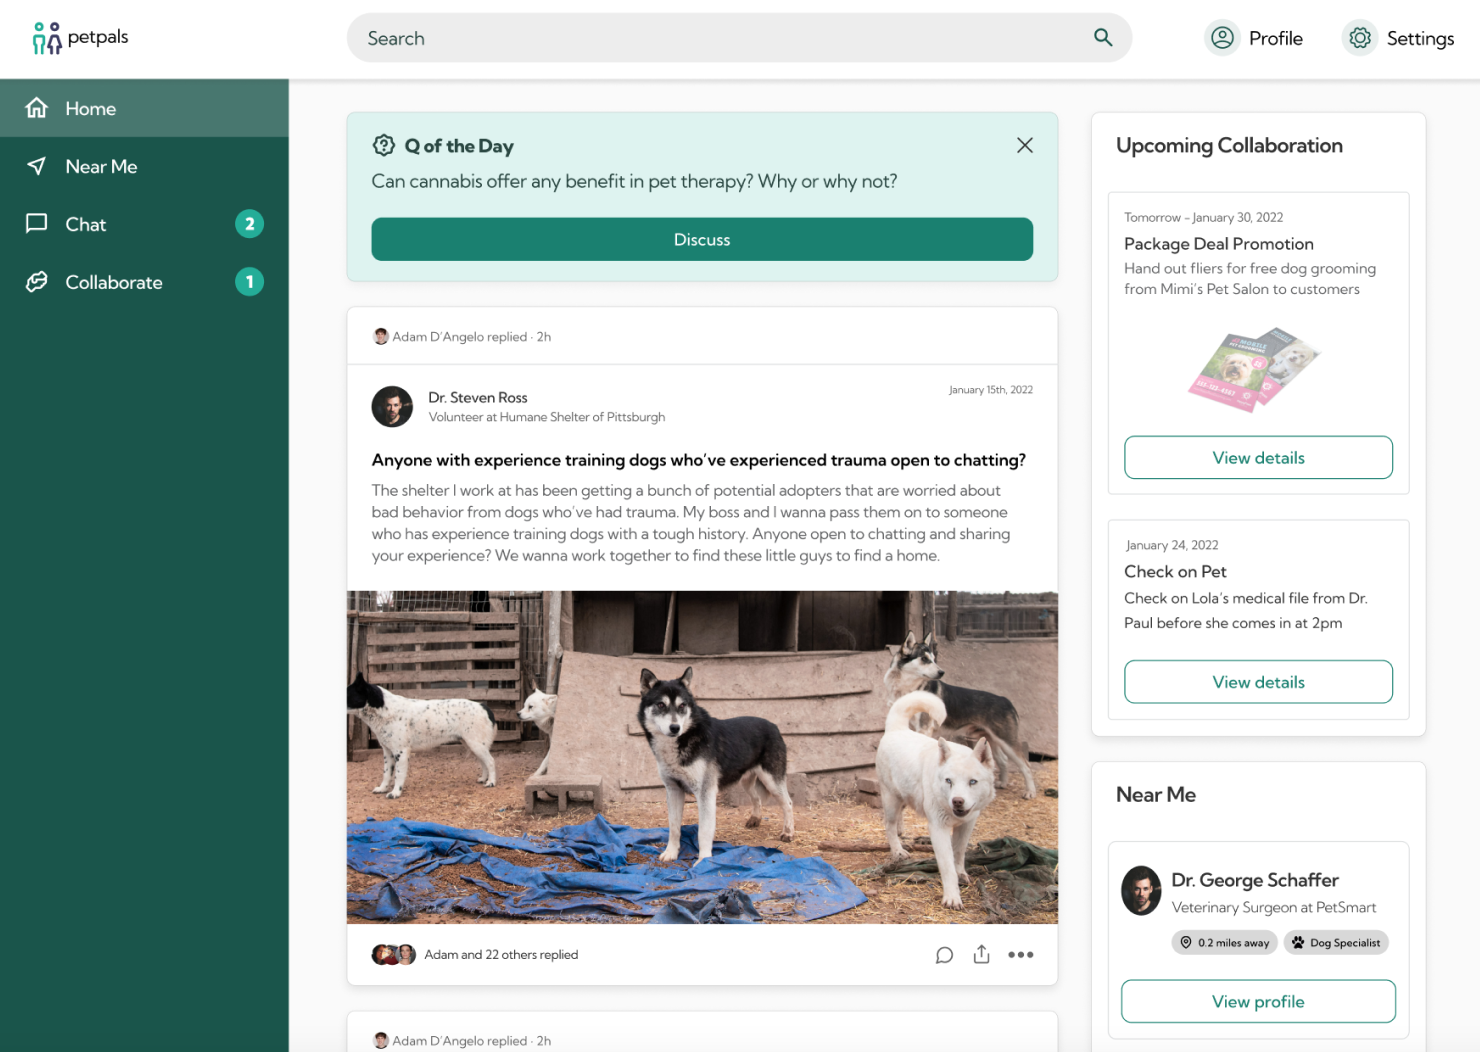 petpals
Search
Profile
Settings
Home
Near Me
Chat
2
Collaborate
1
Q of the Day
Can cannabis offer any benefit in pet therapy? Why or why not?
Discuss
Adam D'Angelo replied · 2h
Dr. Steven Ross
Volunteer at Humane Shelter of Pittsburgh
January 15th, 2022
Anyone with experience training dogs who've experienced trauma open to chatting?
The shelter I work at has been getting a bunch of potential adopters that are worried about
bad behavior from dogs who've had trauma. My boss and I wanna pass them on to someone
who has experience training dogs with a tough history. Anyone open to chatting and sharing
your experience? We wanna work together to find these little guys to find a home.
Adam and 22 others replied
Adam D'Angelo replied · 2h
Upcoming Collaboration
Tomorrow - January 30, 2022
Package Deal Promotion
Hand out fliers for free dog grooming
from Mimi's Pet Salon to customers
MOBILE
PET GROOMING
View details
January 24, 2022
Check on Pet
Check on Lola's medical file from Dr.
Paul before she comes in at 2pm
View details
Near Me
Dr. George Schaffer
Veterinary Surgeon at PetSmart
0.2 miles away
Dog Specialist
View profile